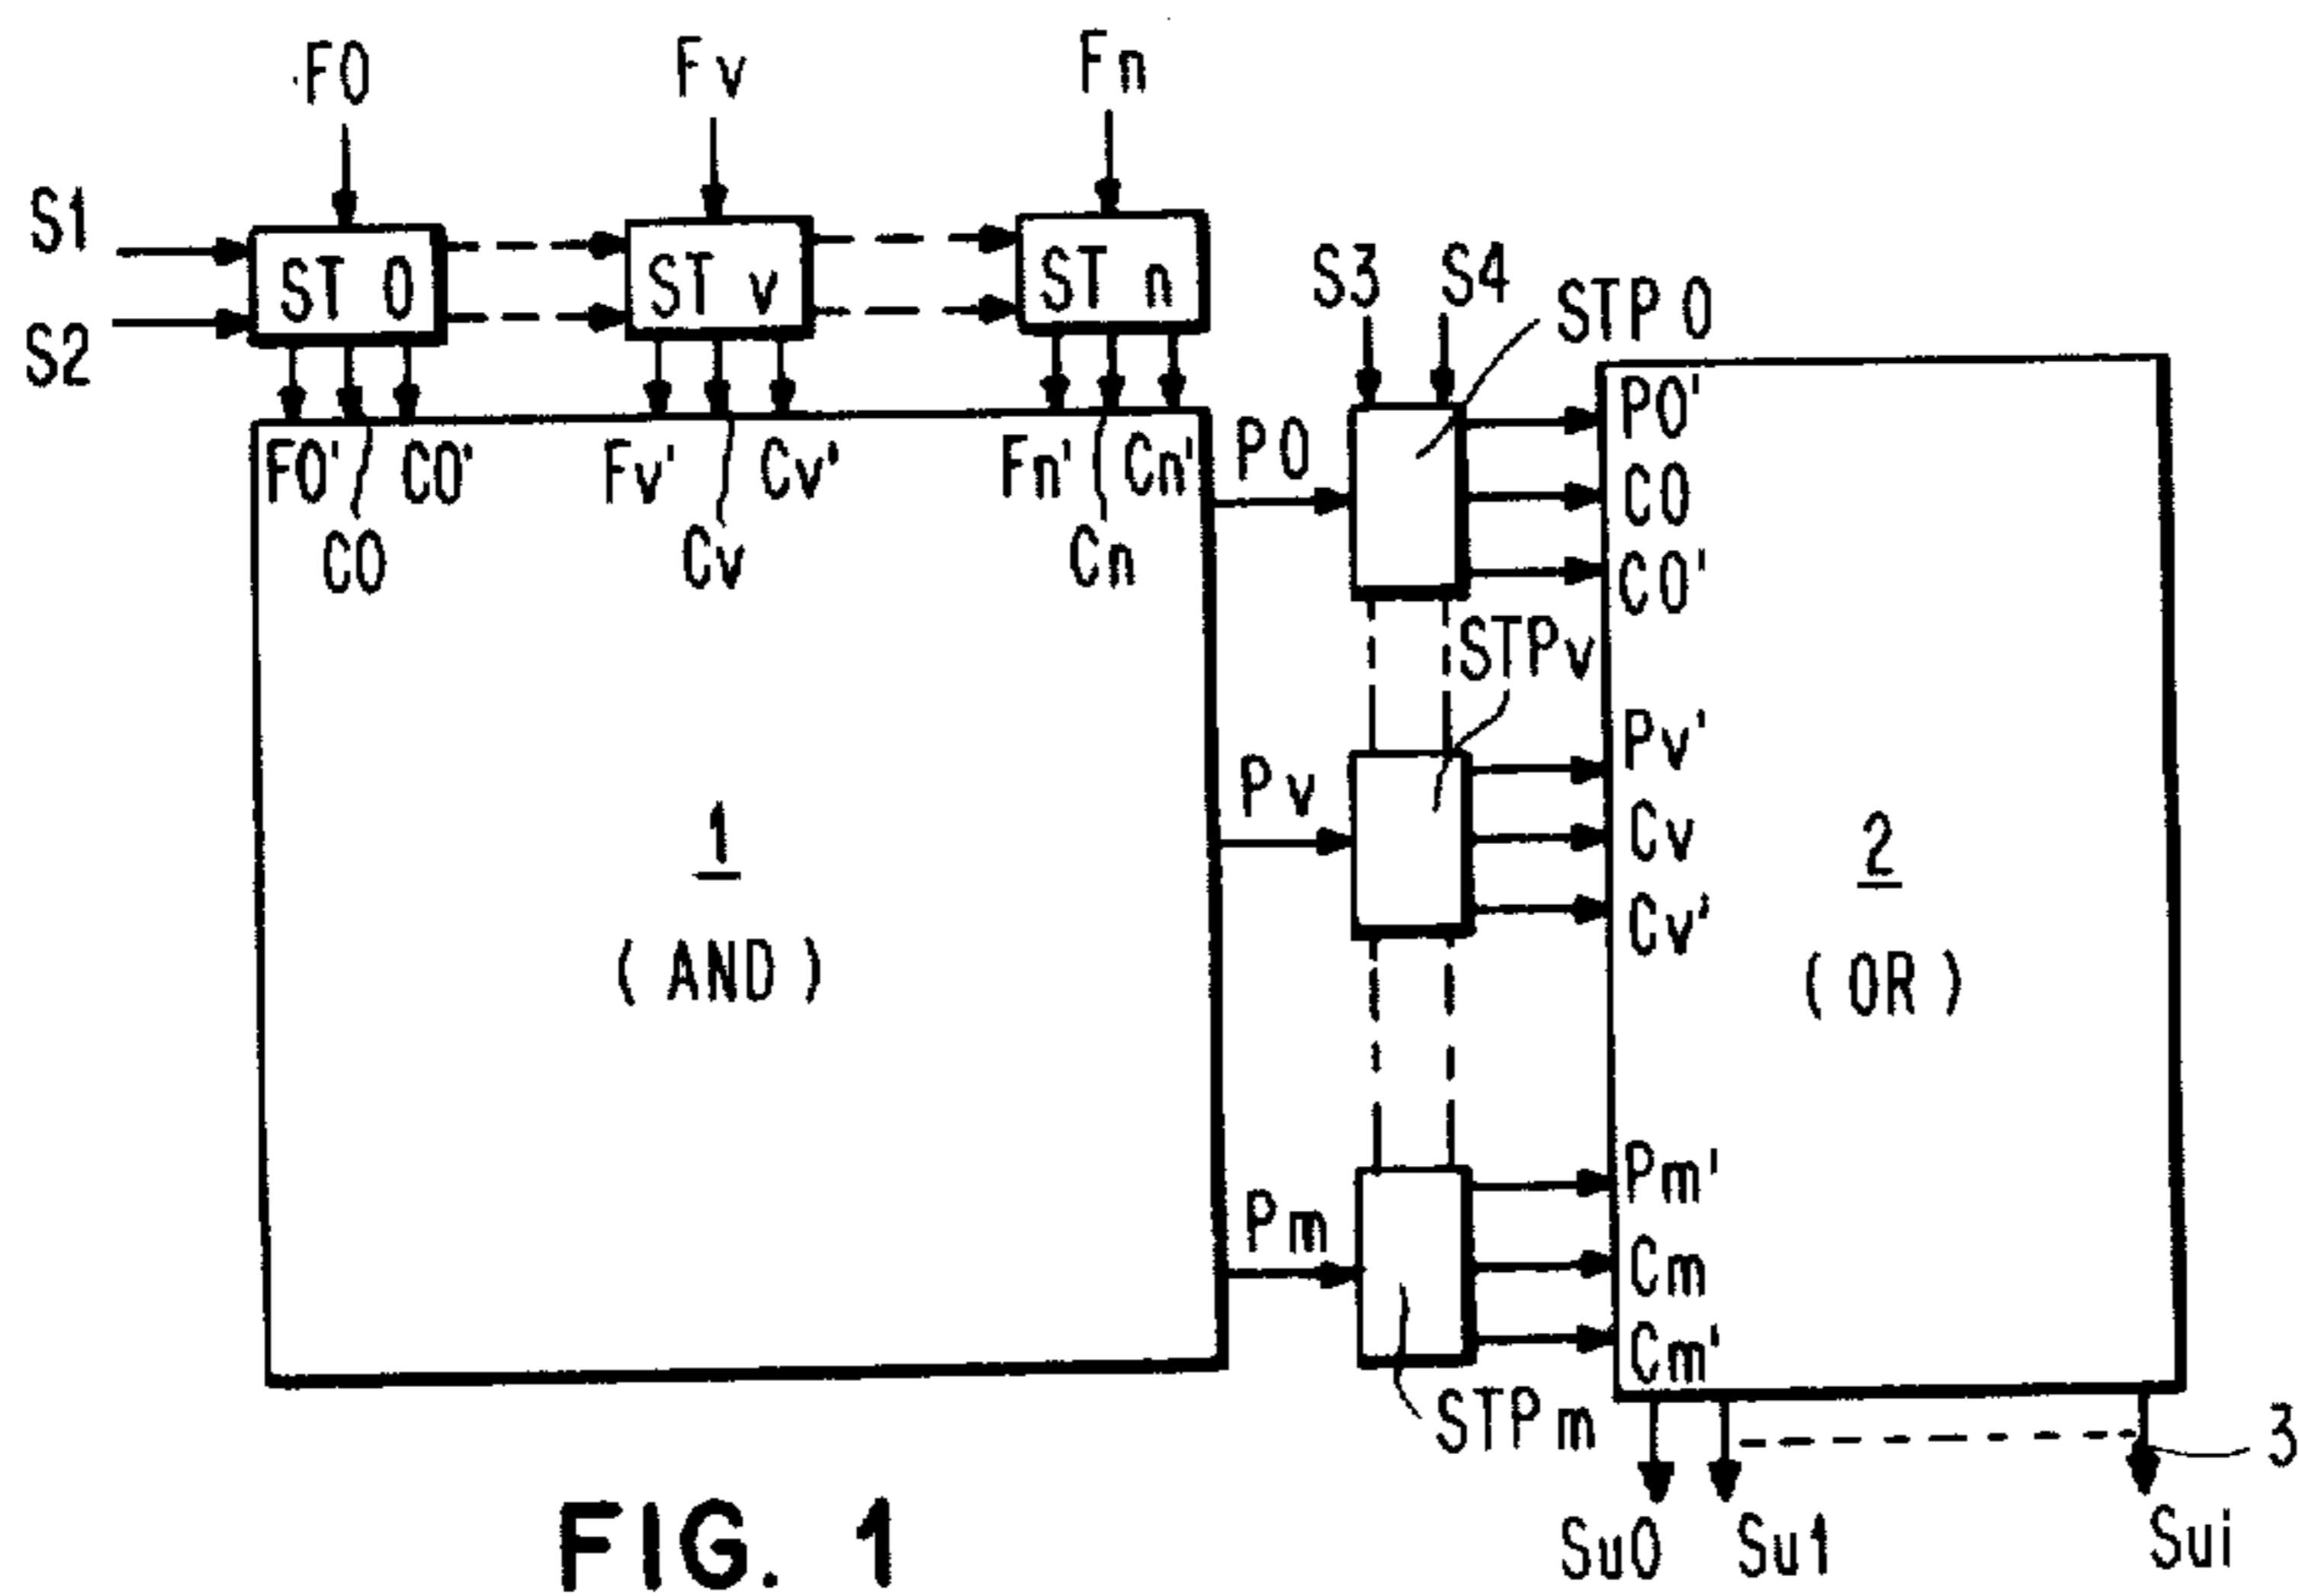 F0 Fv Fn
S1
ST 0 ST v ST n
S2
S3 S4 STP 0
F0' C0' Fv' Cv' Fn' Cn'
C0 Cv Cn
P0
P0'
C0
C0'
STPv
Pv
Pv'
Cv
Cv'
1
(AND)
2
(OR)
Pm
Pm'
Cm
Cm'
STPm
3
Su0 Su1 Sui
FIG. 1